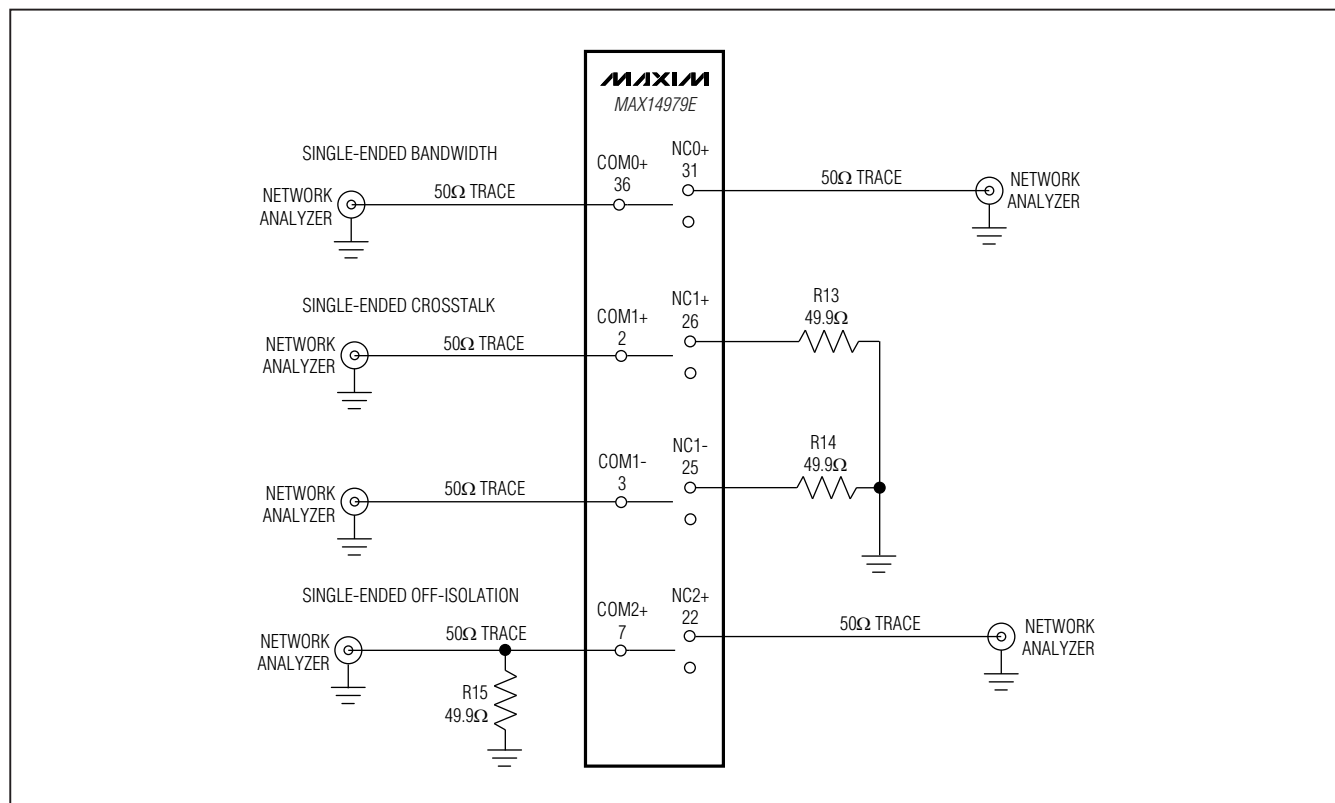 MAXIM
MAX14979E
SINGLE-ENDED BANDWIDTH
NETWORK
ANALYZER
50Ω TRACE
COM0+
36
NC0+
31
50Ω TRACE
NETWORK
ANALYZER
SINGLE-ENDED CROSSTALK
NETWORK
ANALYZER
50Ω TRACE
COM1+
2
NC1+
26
R13
49.9Ω
NETWORK
ANALYZER
50Ω TRACE
COM1-
3
NC1-
25
R14
49.9Ω
SINGLE-ENDED OFF-ISOLATION
NETWORK
ANALYZER
50Ω TRACE
R15
49.9Ω
COM2+
7
NC2+
22
50Ω TRACE
NETWORK
ANALYZER